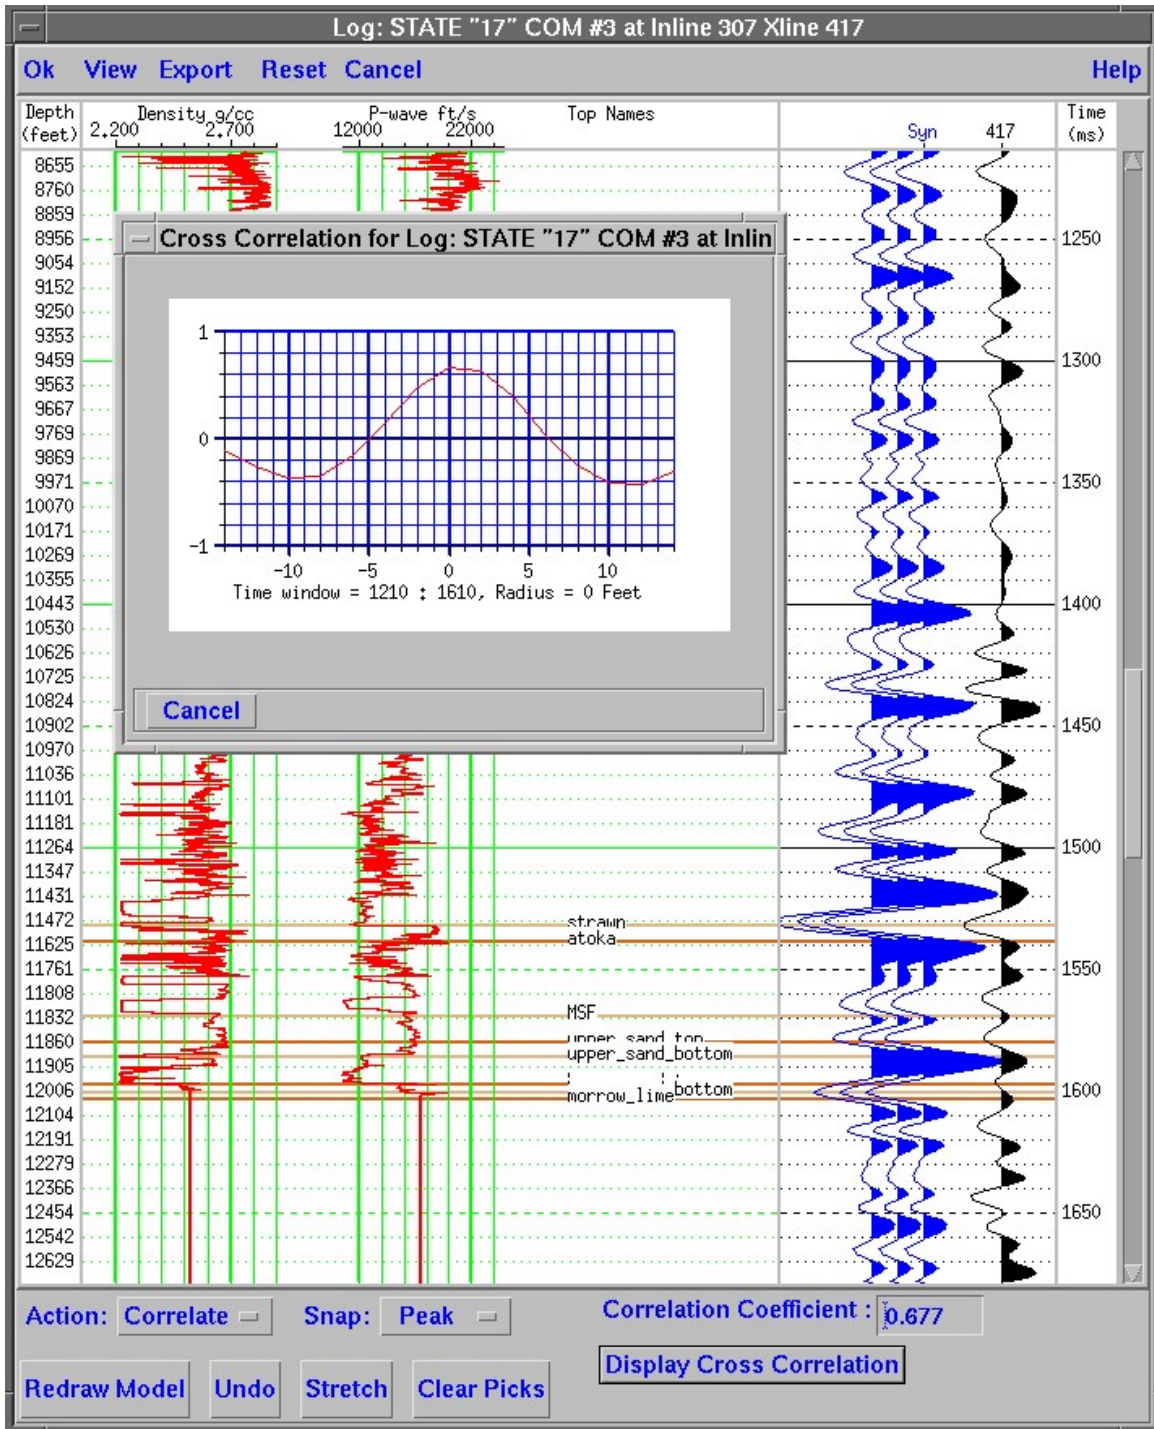 Log: STATE "17" COM #3 at Inline 307 Xline 417
Ok View Export Reset Cancel Help
Depth (feet)
Density g/cc
2.200 2.700
P-wave ft/s
12000 22000
Top Names
Syn 417
Time (ms)
8655
8760
8859
8956
9054
9152
9250
9353
9459
9563
9667
9769
9869
9971
10070
10171
10269
10355
10443
10530
10626
10725
10824
10902
10970
11036
11101
11181
11264
11347
11431
11472
11625
11761
11808
11832
11860
11905
12006
12104
12191
12279
12366
12454
12542
12629
Cross Correlation for Log: STATE "17" COM #3 at Inlin
1
0
-1
-10 -5 0 5 10
Time window = 1210 : 1610, Radius = 0 Feet
Cancel
strawn
atoka
MSF
upper_sand_top
upper_sand_bottom
bottom
morrow_lime
1250
1300
1350
1400
1450
1500
1550
1600
1650
Action: Correlate Snap: Peak Correlation Coefficient : 0.677
Display Cross Correlation
Redraw Model Undo Stretch Clear Picks